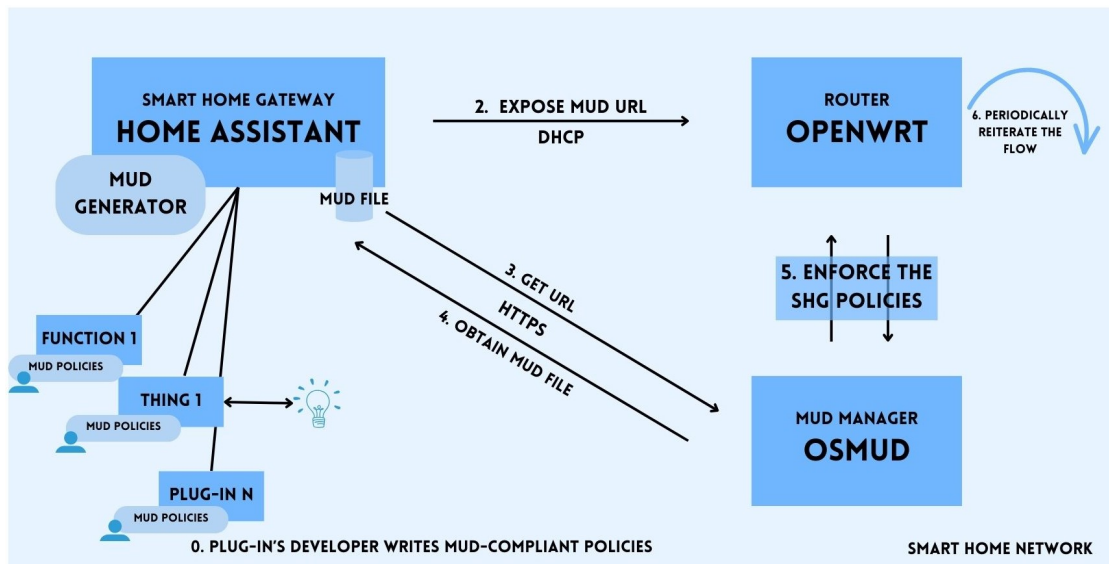 SMART HOME GATEWAY
HOME ASSISTANT
MUD
GENERATOR
MUD FILE
2. EXPOSE MUD URL
DHCP
ROUTER
OPENWRT
6. PERIODICALLY
REITERATE THE
FLOW
3. GET URL
HTTPS
4. OBTAIN MUD FILE
5. ENFORCE THE
SHG POLICIES
FUNCTION 1
MUD POLICIES
THING 1
MUD POLICIES
PLUG-IN N
MUD POLICIES
MUD MANAGER
OSMUD
0. PLUG-IN'S DEVELOPER WRITES MUD-COMPLIANT POLICIES
SMART HOME NETWORK